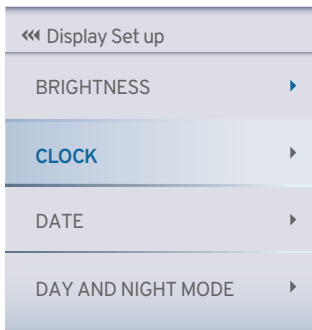 Display Set up
BRIGHTNESS
CLOCK
DATE
DAY AND NIGHT MODE